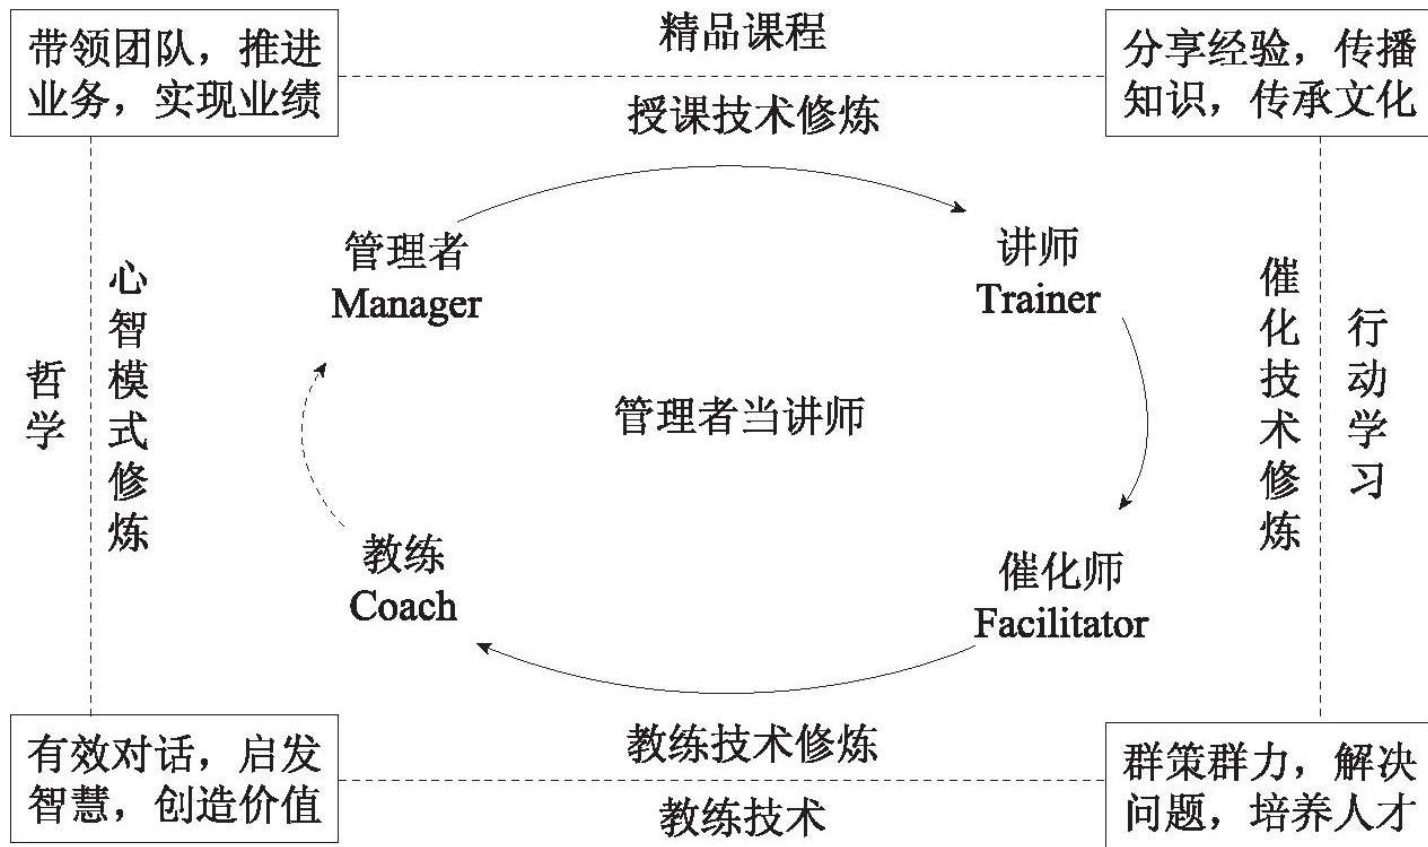 精品课程
带领团队，推进
业务，实现业绩
分享经验，传播
知识，传承文化
授课技术修炼
管理者
Manager
讲师
Trainer
哲学
心智模式修炼
管理者当讲师
催化技术修炼
行动学习
教练
Coach
催化师
Facilitator
有效对话，启发
智慧，创造价值
教练技术修炼
教练技术
群策群力，解决
问题，培养人才